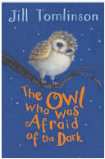 Jill Tomlinson
The Owl
who was
Afraid
of the Dark